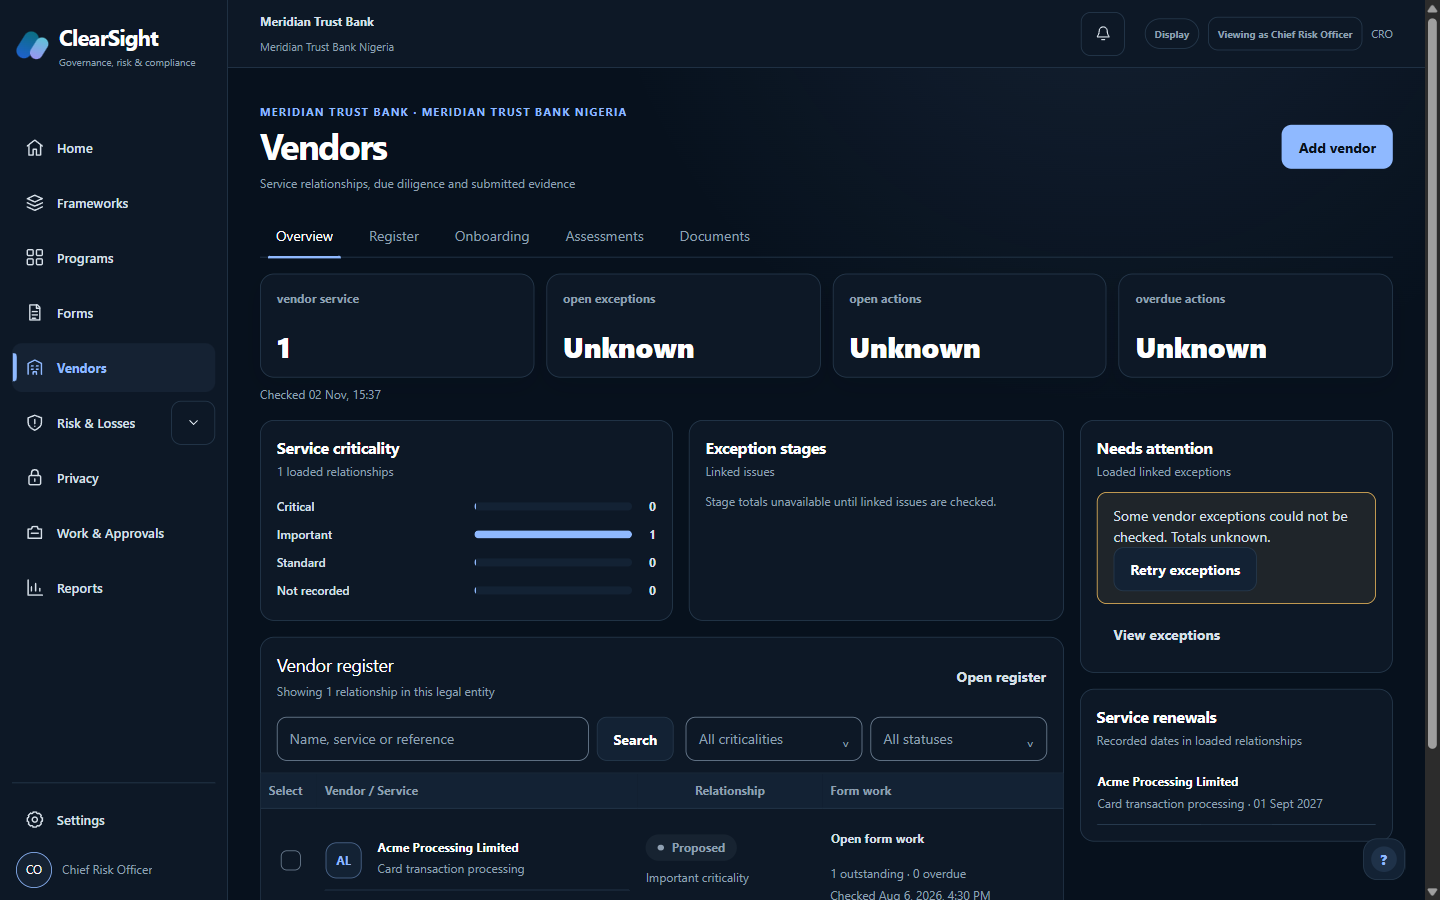 ClearSight
Governance, risk & compliance
Meridian Trust Bank
Meridian Trust Bank Nigeria
Display
Viewing as Chief Risk Officer
CRO
Home
Frameworks
Programs
Forms
Vendors
Risk & Losses
Privacy
Work & Approvals
Reports
Settings
CO
Chief Risk Officer
MERIDIAN TRUST BANK · MERIDIAN TRUST BANK NIGERIA
Vendors
Service relationships, due diligence and submitted evidence
Add vendor
Overview
Register
Onboarding
Assessments
Documents
vendor service
1
open exceptions
Unknown
open actions
Unknown
overdue actions
Unknown
Checked 02 Nov, 15:37
Service criticality
1 loaded relationships
Critical 0
Important 1
Standard 0
Not recorded 0
Exception stages
Linked issues
Stage totals unavailable until linked issues are checked.
Needs attention
Loaded linked exceptions
Some vendor exceptions could not be
checked. Totals unknown.
Retry exceptions
View exceptions
Vendor register
Showing 1 relationship in this legal entity
Open register
Name, service or reference
Search
All criticalities
All statuses
Select
Vendor / Service
Relationship
Form work
AL
Acme Processing Limited
Card transaction processing
Proposed
Important criticality
Open form work
1 outstanding · 0 overdue
Checked Aug 6, 2026, 4:30 PM
Service renewals
Recorded dates in loaded relationships
Acme Processing Limited
Card transaction processing · 01 Sept 2027
?